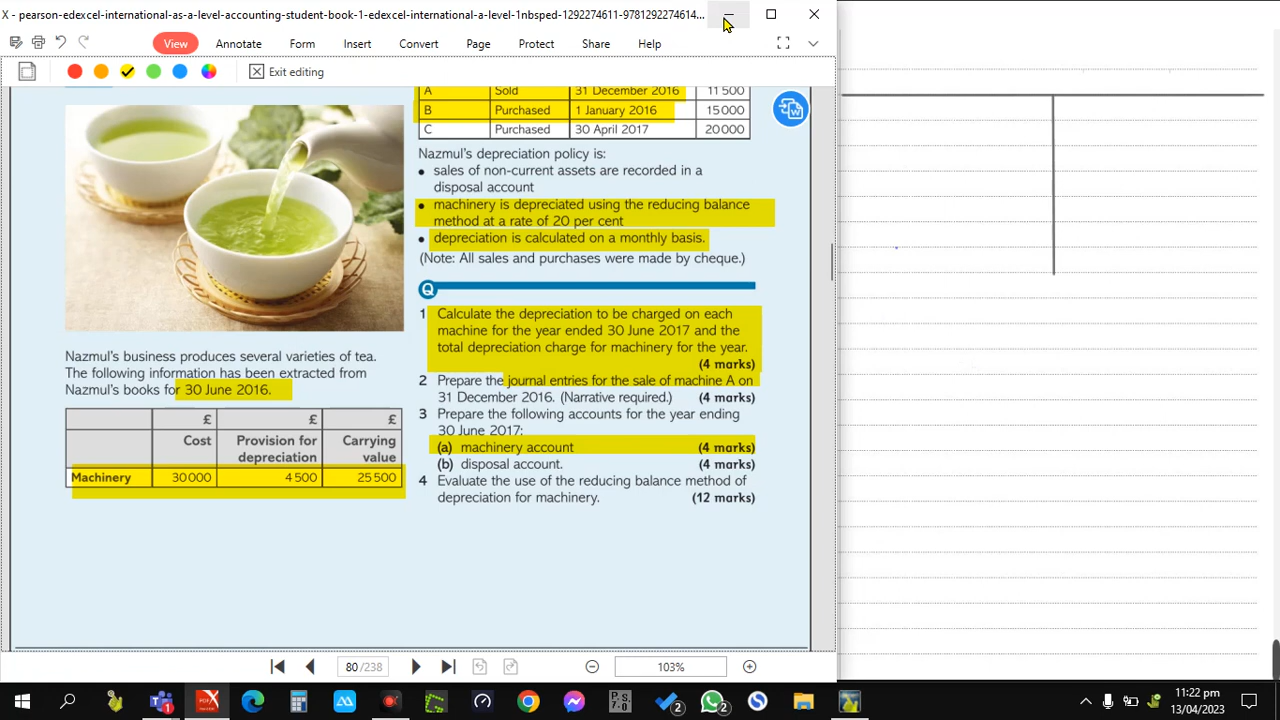 X - pearson-edexcel-international-as-a-level-accounting-student-book-1-edexcel-international-a-level-1nbsped-1292274611-9781292274614...
View Annotate Form Insert Convert Page Protect Share Help
Exit editing
A Sold 31 December 2016 11 500
B Purchased 1 January 2016 15 000
C Purchased 30 April 2017 20 000
Nazmul's depreciation policy is:
• sales of non-current assets are recorded in a
disposal account
• machinery is depreciated using the reducing balance
method at a rate of 20 per cent
• depreciation is calculated on a monthly basis.
(Note: All sales and purchases were made by cheque.)
Q
1 Calculate the depreciation to be charged on each
machine for the year ended 30 June 2017 and the
total depreciation charge for machinery for the year.
(4 marks)
2 Prepare the journal entries for the sale of machine A on
31 December 2016. (Narrative required.) (4 marks)
3 Prepare the following accounts for the year ending
30 June 2017:
(a) machinery account (4 marks)
(b) disposal account. (4 marks)
4 Evaluate the use of the reducing balance method of
depreciation for machinery. (12 marks)
Nazmul's business produces several varieties of tea.
The following information has been extracted from
Nazmul's books for 30 June 2016.
£ £ £
Cost Provision for depreciation Carrying value
Machinery 30 000 4 500 25 500
80 /238
103%
11:22 pm
13/04/2023